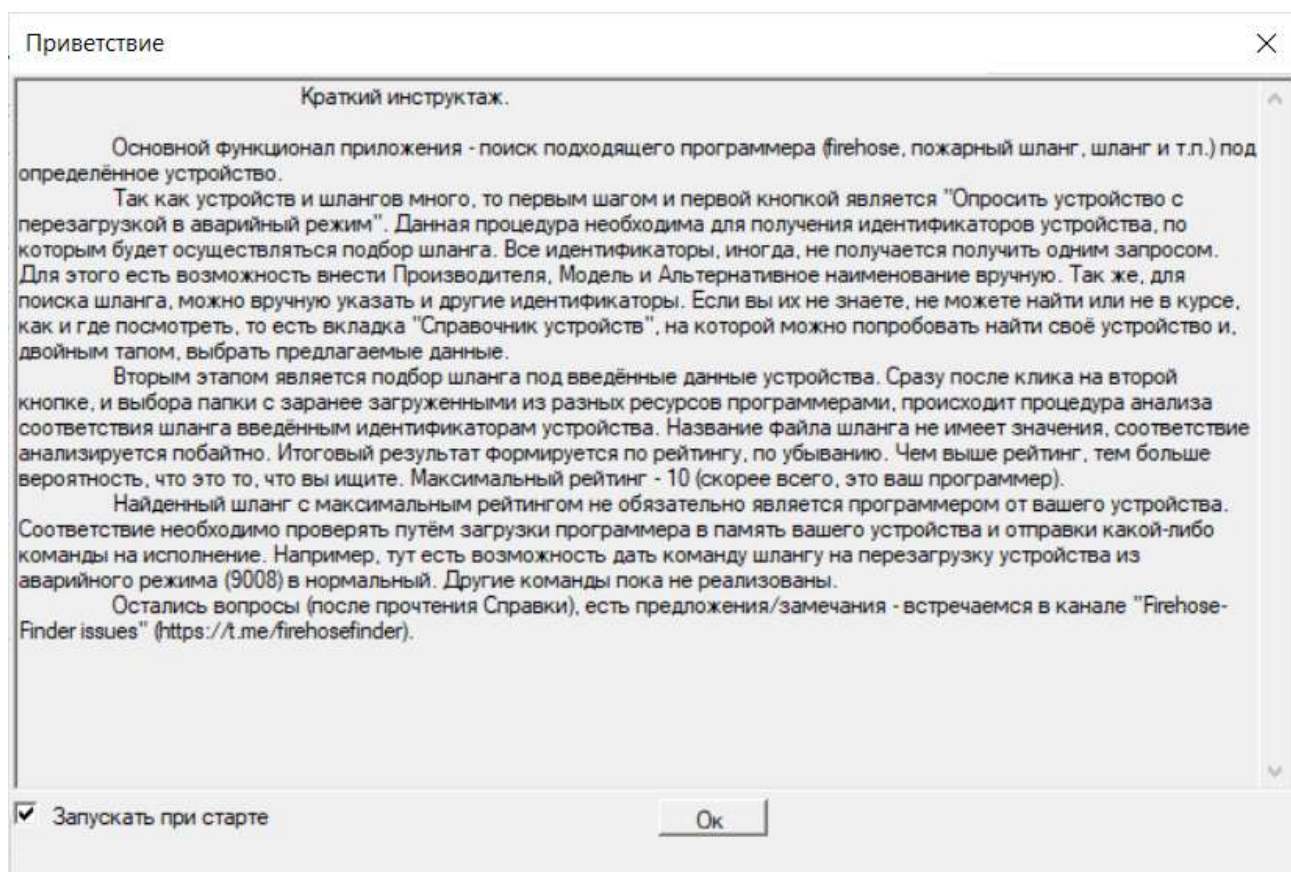 Приветствие
Краткий инструктаж.
Основной функционал приложения - поиск подходящего программера (firehose, пожарный шланг, шланг и т.п.) под
определённое устройство.
Так как устройств и шлангов много, то первым шагом и первой кнопкой является "Опросить устройство с
перезагрузкой в аварийный режим". Данная процедура необходима для получения идентификаторов устройства, по
которым будет осуществляться подбор шланга. Все идентификаторы, иногда, не получается получить одним запросом.
Для этого есть возможность внести Производителя, Модель и Альтернативное наименование вручную. Так же, для
поиска шланга, можно вручную указать и другие идентификаторы. Если вы их не знаете, не можете найти или не в курсе,
как и где посмотреть, то есть вкладка "Справочник устройств", на которой можно попробовать найти своё устройство и,
двойным тапом, выбрать предлагаемые данные.
Вторым этапом является подбор шланга под введённые данные устройства. Сразу после клика на второй
кнопке, и выбора папки с заранее загруженными из разных ресурсов программерами, происходит процедура анализа
соответствия шланга введённым идентификаторам устройства. Название файла шланга не имеет значения, соответствие
анализируется побайтно. Итоговый результат формируется по рейтингу, по убыванию. Чем выше рейтинг, тем больше
вероятность, что это то, что вы ищите. Максимальный рейтинг - 10 (скорее всего, это ваш программер).
Найденный шланг с максимальным рейтингом не обязательно является программером от вашего устройства.
Соответствие необходимо проверять путём загрузки программера в память вашего устройства и отправки какой-либо
команды на исполнение. Например, тут есть возможность дать команду шлангу на перезагрузку устройства из
аварийного режима (9008) в нормальный. Другие команды пока не реализованы.
Остались вопросы (после прочтения Справки), есть предложения/замечания - встречаемся в канале "Firehose-
Finder issues" (https://t.me/firehosefinder).
Запускать при старте
Ок